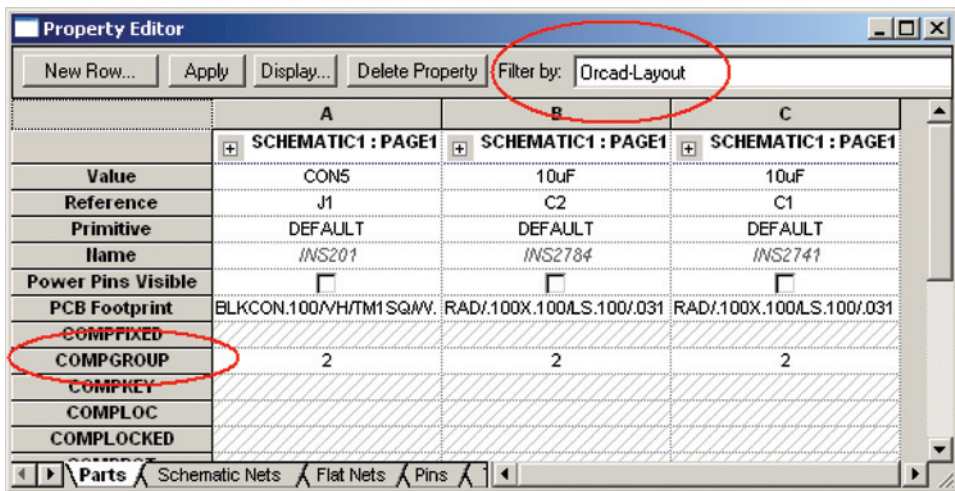 Property Editor
New Row... Apply Display... Delete Property Filter by: Orcad-Layout
A B C
SCHEMATIC1 : PAGE1 SCHEMATIC1 : PAGE1 SCHEMATIC1 : PAGE1
Value CON5 10uF 10uF
Reference J1 C2 C1
Primitive DEFAULT DEFAULT DEFAULT
Name INS201 INS2784 INS2741
Power Pins Visible
PCB Footprint BLKCON.100/VH/TM1SQ/W. RAD/.100X.100/LS.100/.031 RAD/.100X.100/LS.100/.031
COMPFIXED
COMPGROUP 2 2 2
COMPKEY
COMPLOC
COMPLOCKED
Parts Schematic Nets Flat Nets Pins